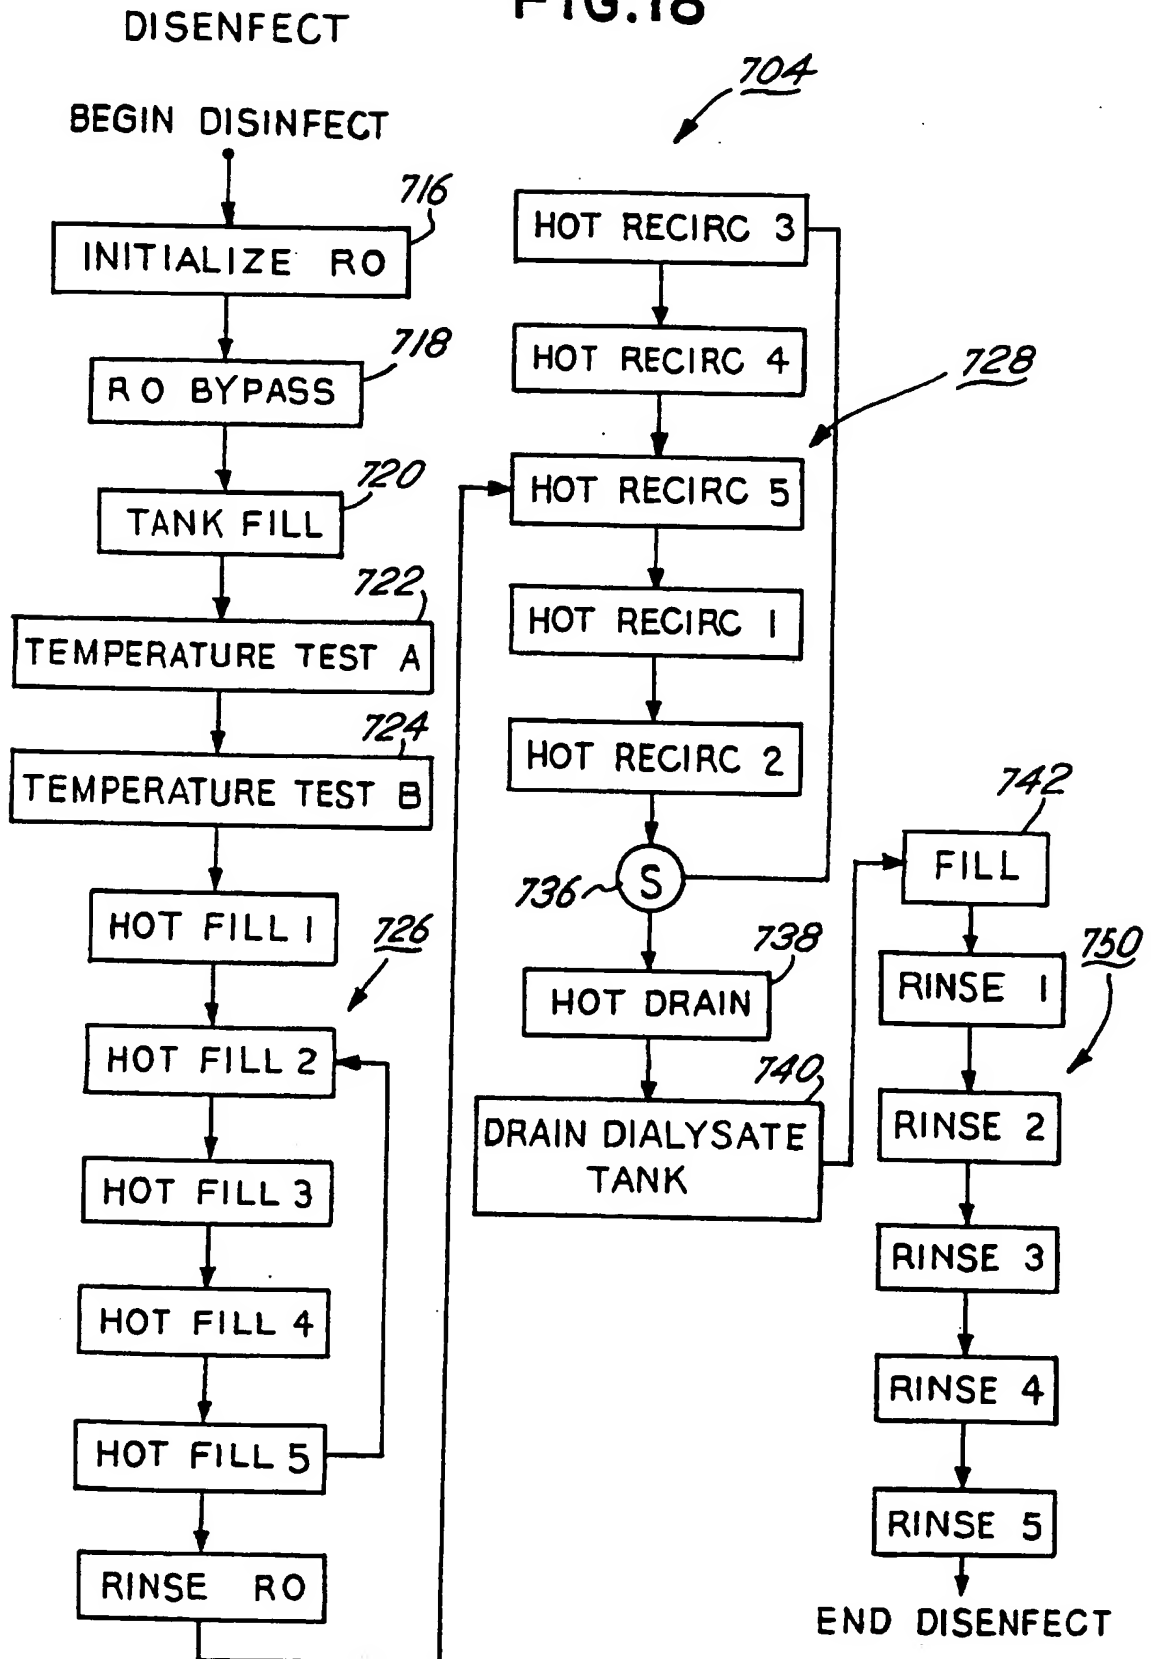 FIG.18
DISENFECT
BEGIN DISINFECT
716
INITIALIZE RO
718
RO BYPASS
720
TANK FILL
722
TEMPERATURE TEST A
724
TEMPERATURE TEST B
HOT FILL 1
726
HOT FILL 2
HOT FILL 3
HOT FILL 4
HOT FILL 5
RINSE RO
704
HOT RECIRC 3
HOT RECIRC 4
728
HOT RECIRC 5
HOT RECIRC 1
HOT RECIRC 2
736
S
738
HOT DRAIN
740
DRAIN DIALYSATE
TANK
742
FILL
750
RINSE 1
RINSE 2
RINSE 3
RINSE 4
RINSE 5
END DISENFECT